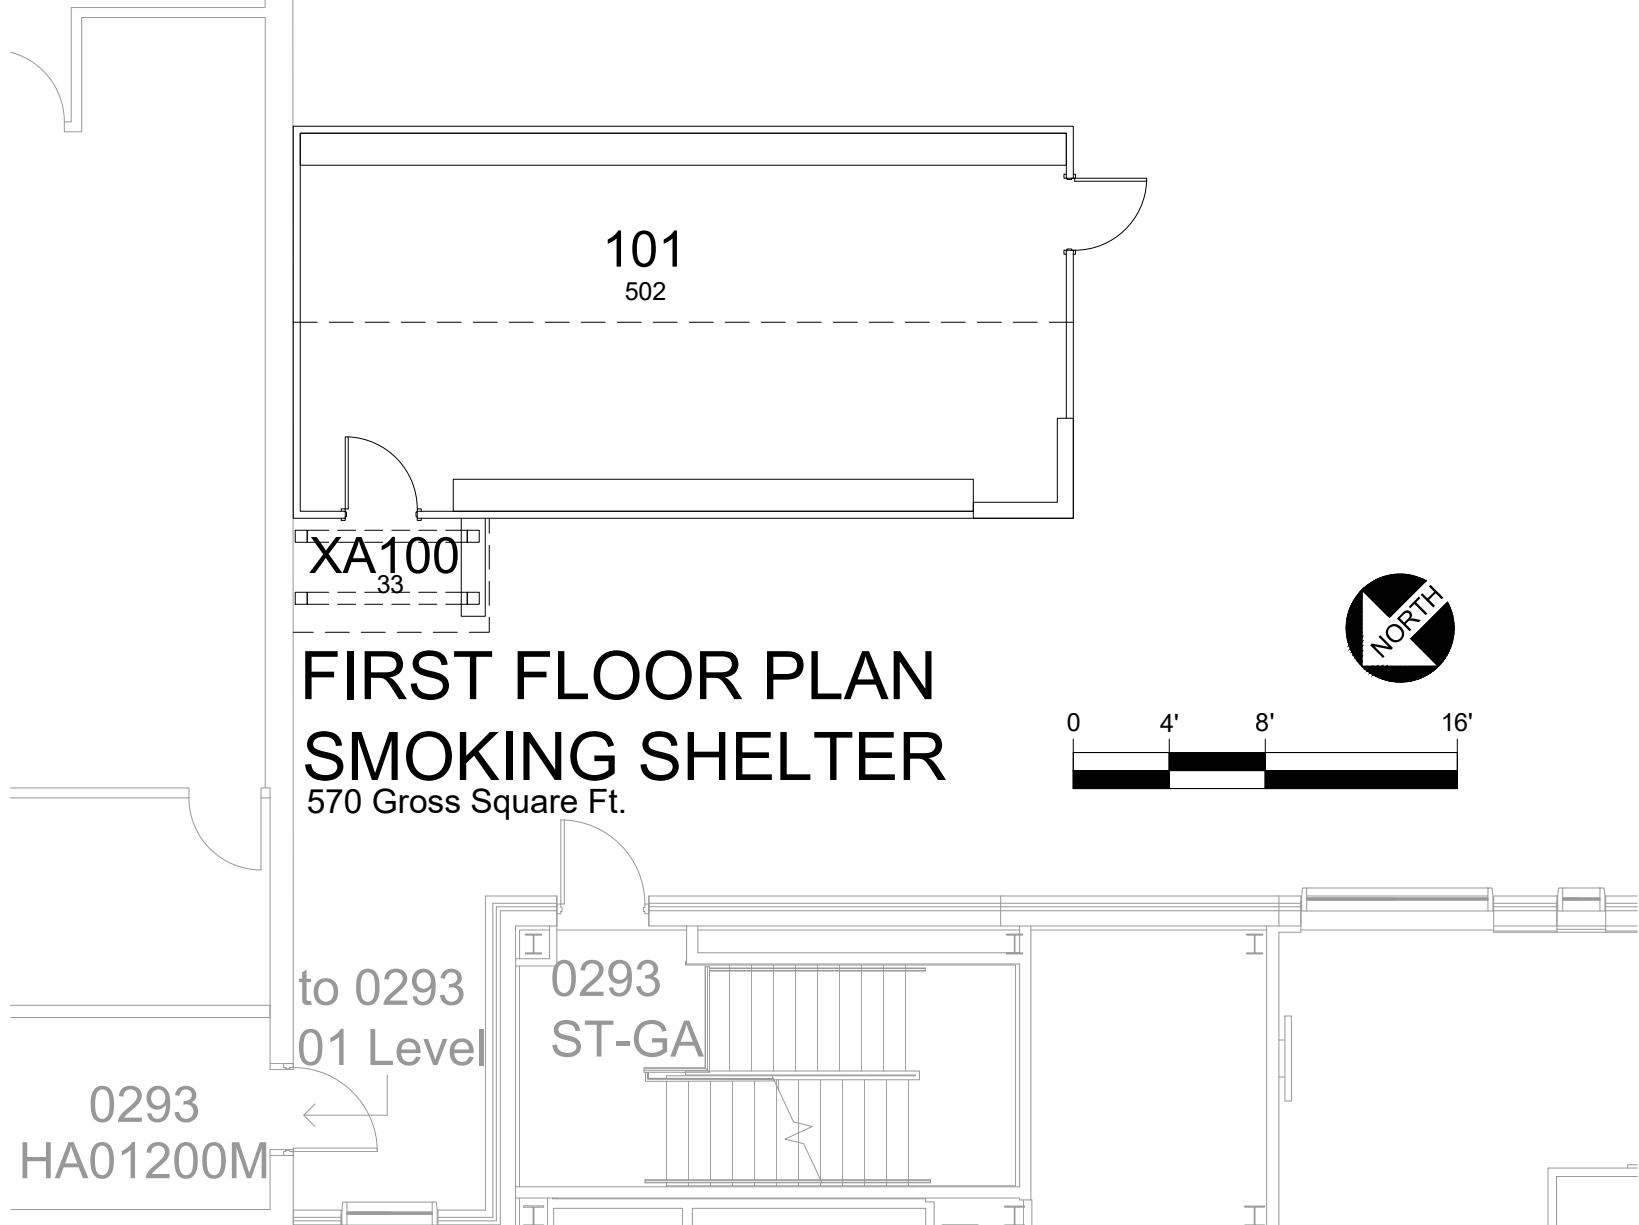 101
502
XA100
33
FIRST FLOOR PLAN
SMOKING SHELTER
570 Gross Square Ft.
NORTH
0 4' 8' 16'
to 0293
01 Level
0293
ST-GA
0293
HA01200M